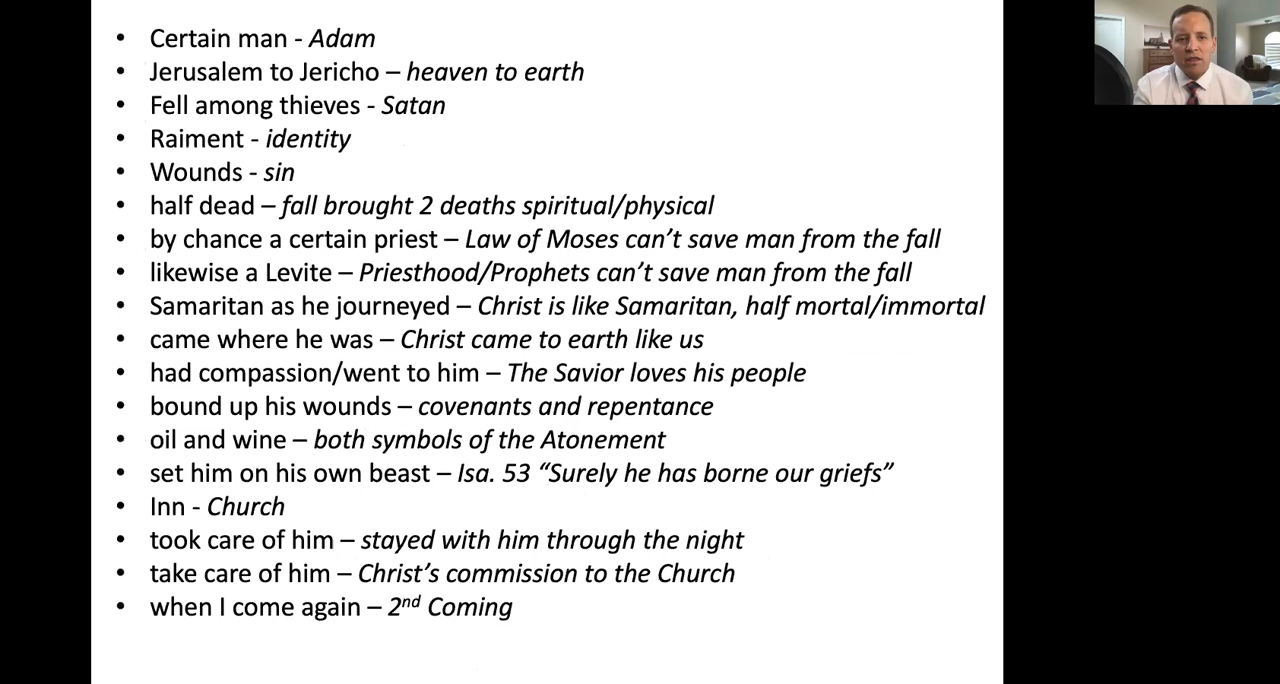 • Certain man - Adam
• Jerusalem to Jericho – heaven to earth
• Fell among thieves - Satan
• Raiment - identity
• Wounds - sin
• half dead – fall brought 2 deaths spiritual/physical
• by chance a certain priest – Law of Moses can’t save man from the fall
• likewise a Levite – Priesthood/Prophets can’t save man from the fall
• Samaritan as he journeyed – Christ is like Samaritan, half mortal/immortal
• came where he was – Christ came to earth like us
• had compassion/went to him – The Savior loves his people
• bound up his wounds – covenants and repentance
• oil and wine – both symbols of the Atonement
• set him on his own beast – Isa. 53 “Surely he has borne our griefs”
• Inn - Church
• took care of him – stayed with him through the night
• take care of him – Christ’s commission to the Church
• when I come again – 2nd Coming